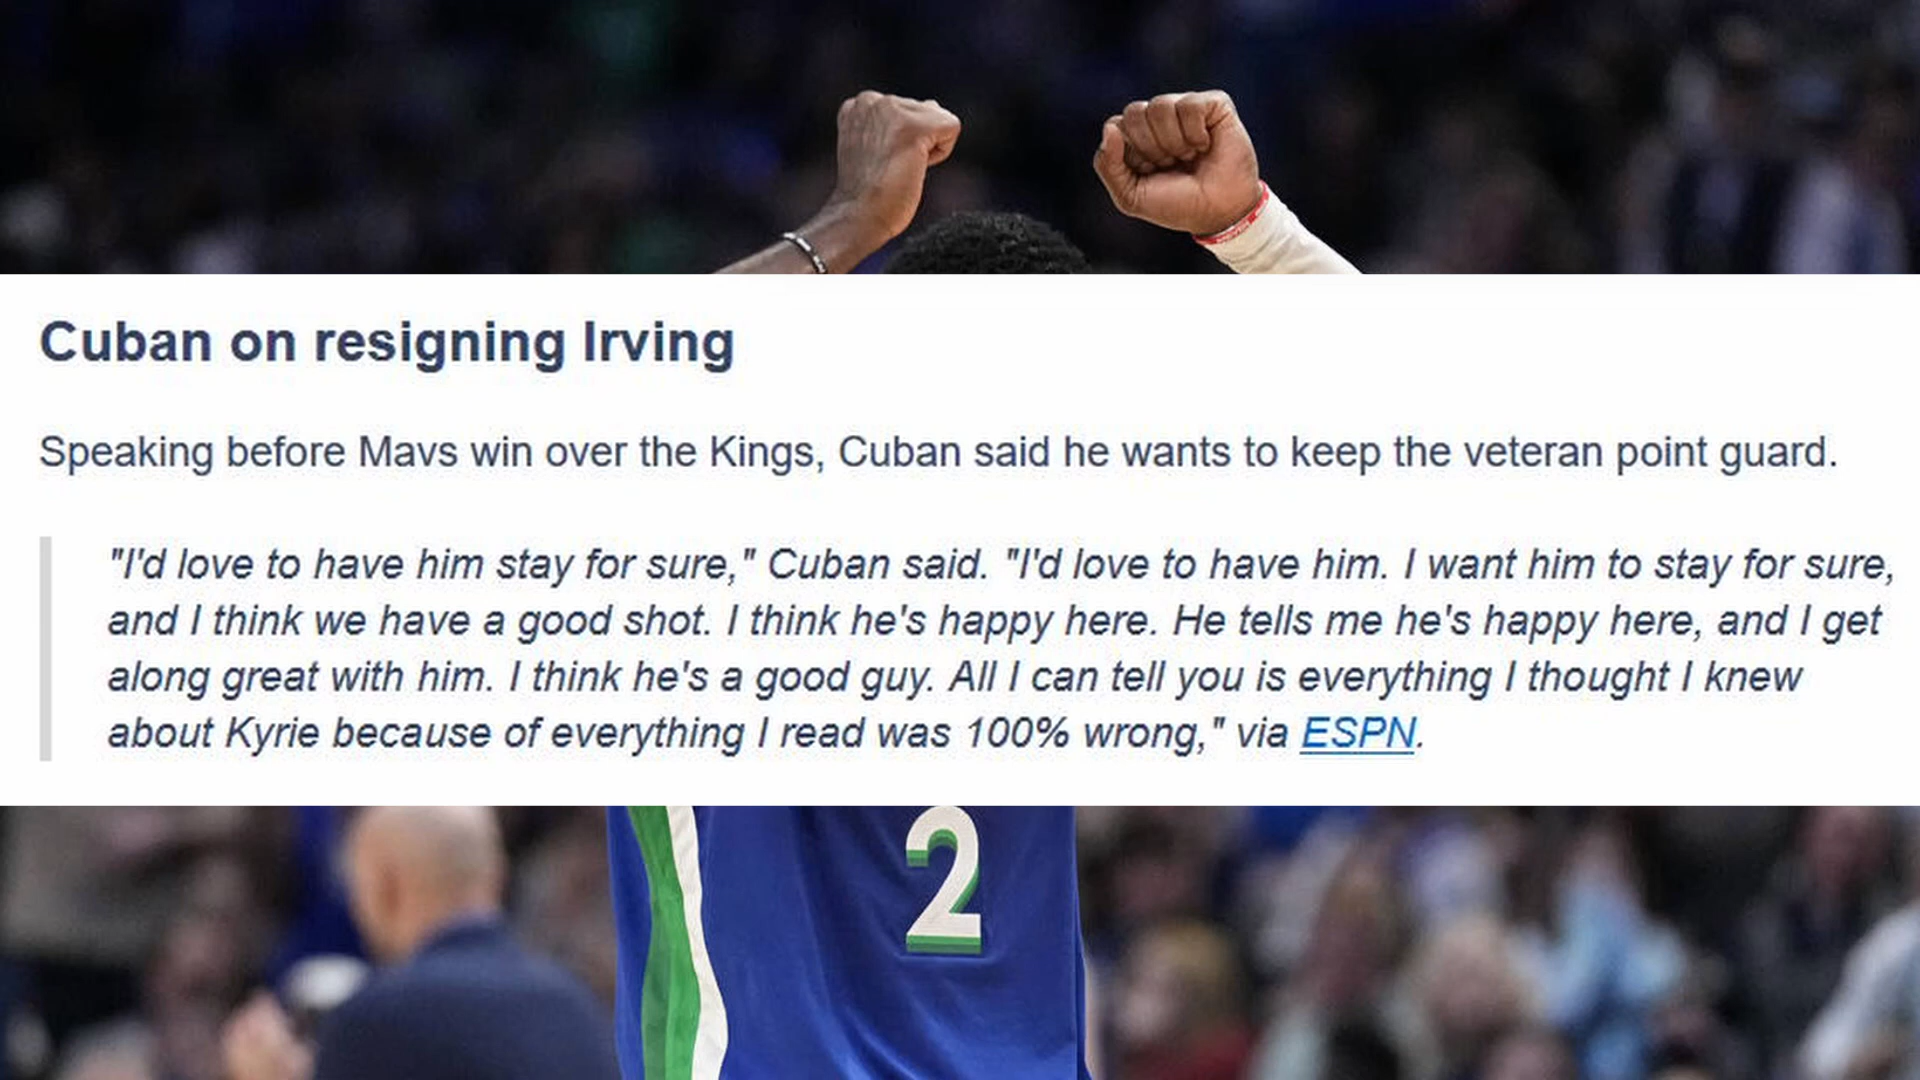 Cuban on resigning Irving
Speaking before Mavs win over the Kings, Cuban said he wants to keep the veteran point guard.
"I'd love to have him stay for sure," Cuban said. "I'd love to have him. I want him to stay for sure,
and I think we have a good shot. I think he's happy here. He tells me he's happy here, and I get
along great with him. I think he's a good guy. All I can tell you is everything I thought I knew
about Kyrie because of everything I read was 100% wrong," via ESPN.
2